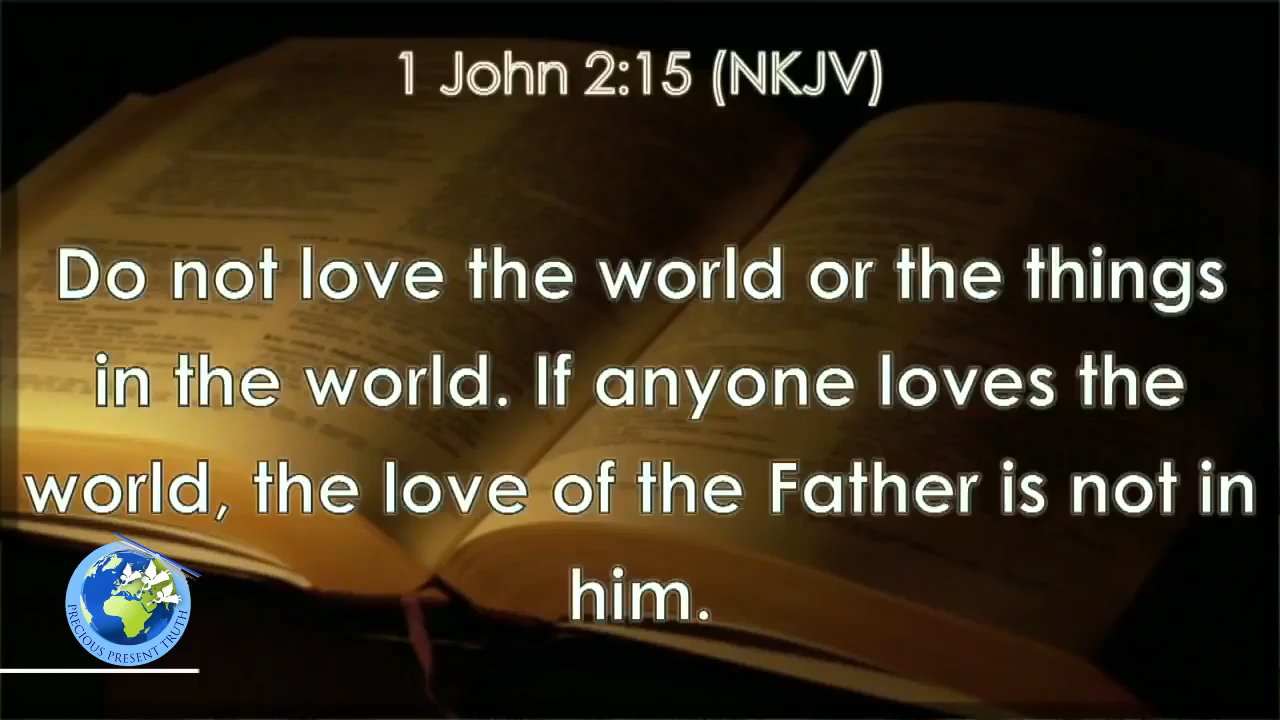 1 John 2:15 (NKJV)
Do not love the world or the things
in the world. If anyone loves the
world, the love of the Father is not in
him.
PRECIOUS PRESENT TRUTH